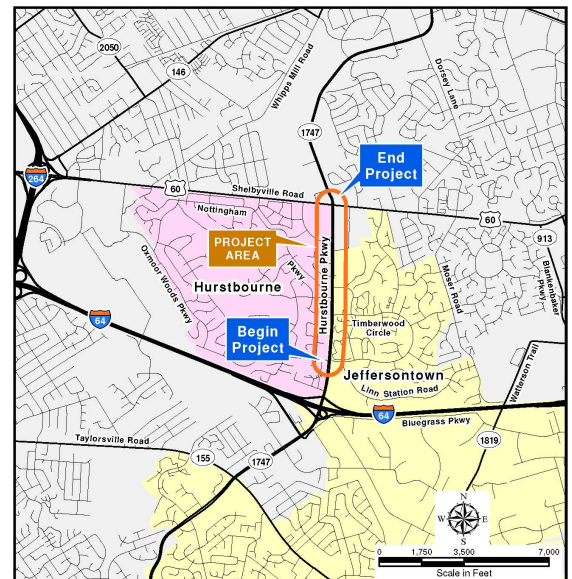 2050
146
Whipps Mill Road
Dorsey Lane
1747
End
Project
264
60
Shelbyville Road
Nottingham
60
913
PROJECT
AREA
Hurstbourne Pkwy
Pkwy
Oxmoor Woods Pkwy
Hurstbourne
Moser Road
Blankenbaker
Pkwy
64
Begin
Project
Timberwood
Circle
Watterson Trail
Jeffersontown
Linn Station Road
64
Bluegrass Pkwy
Taylorsville Road
155
1747
1819
N
W
E
S
0
1,750
3,500
7,000
Scale in Feet